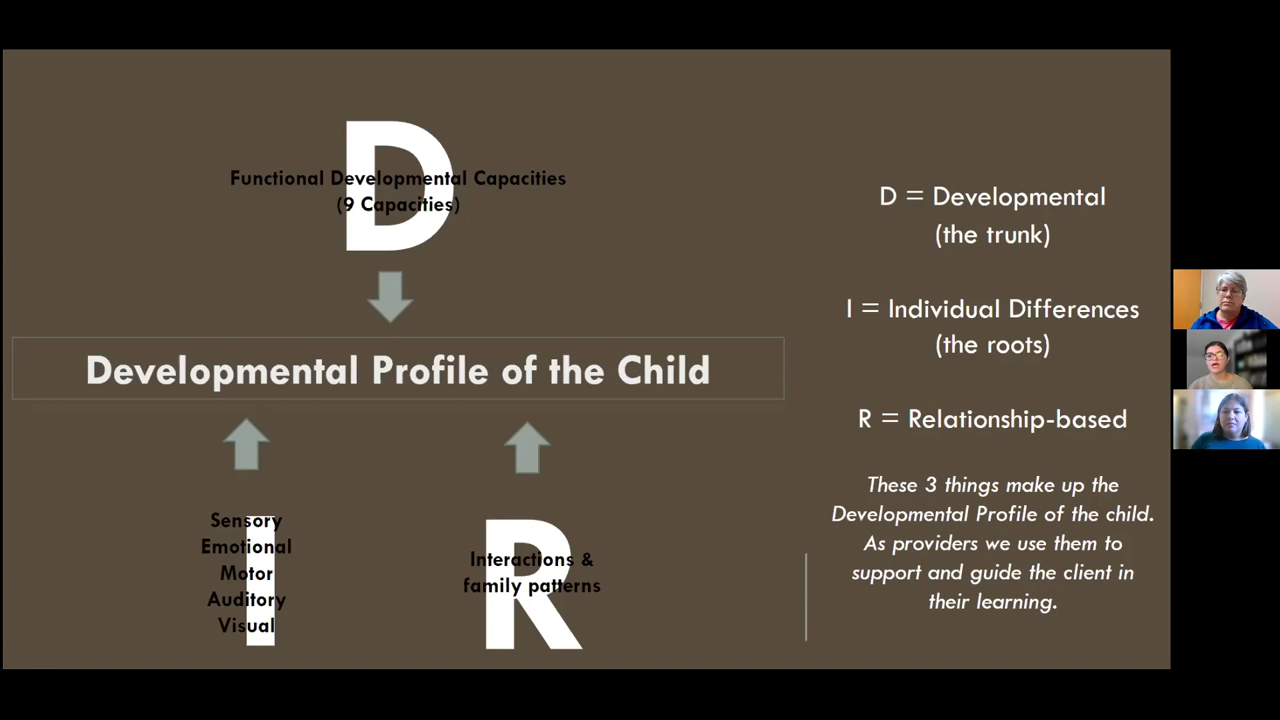 D
Functional Developmental Capacities
(9 Capacities)
Developmental Profile of the Child
I
Sensory
Emotional
Motor
Auditory
Visual
R
Interactions &
family patterns
D = Developmental
(the trunk)
I = Individual Differences
(the roots)
R = Relationship-based
These 3 things make up the
Developmental Profile of the child.
As providers we use them to
support and guide the client in
their learning.